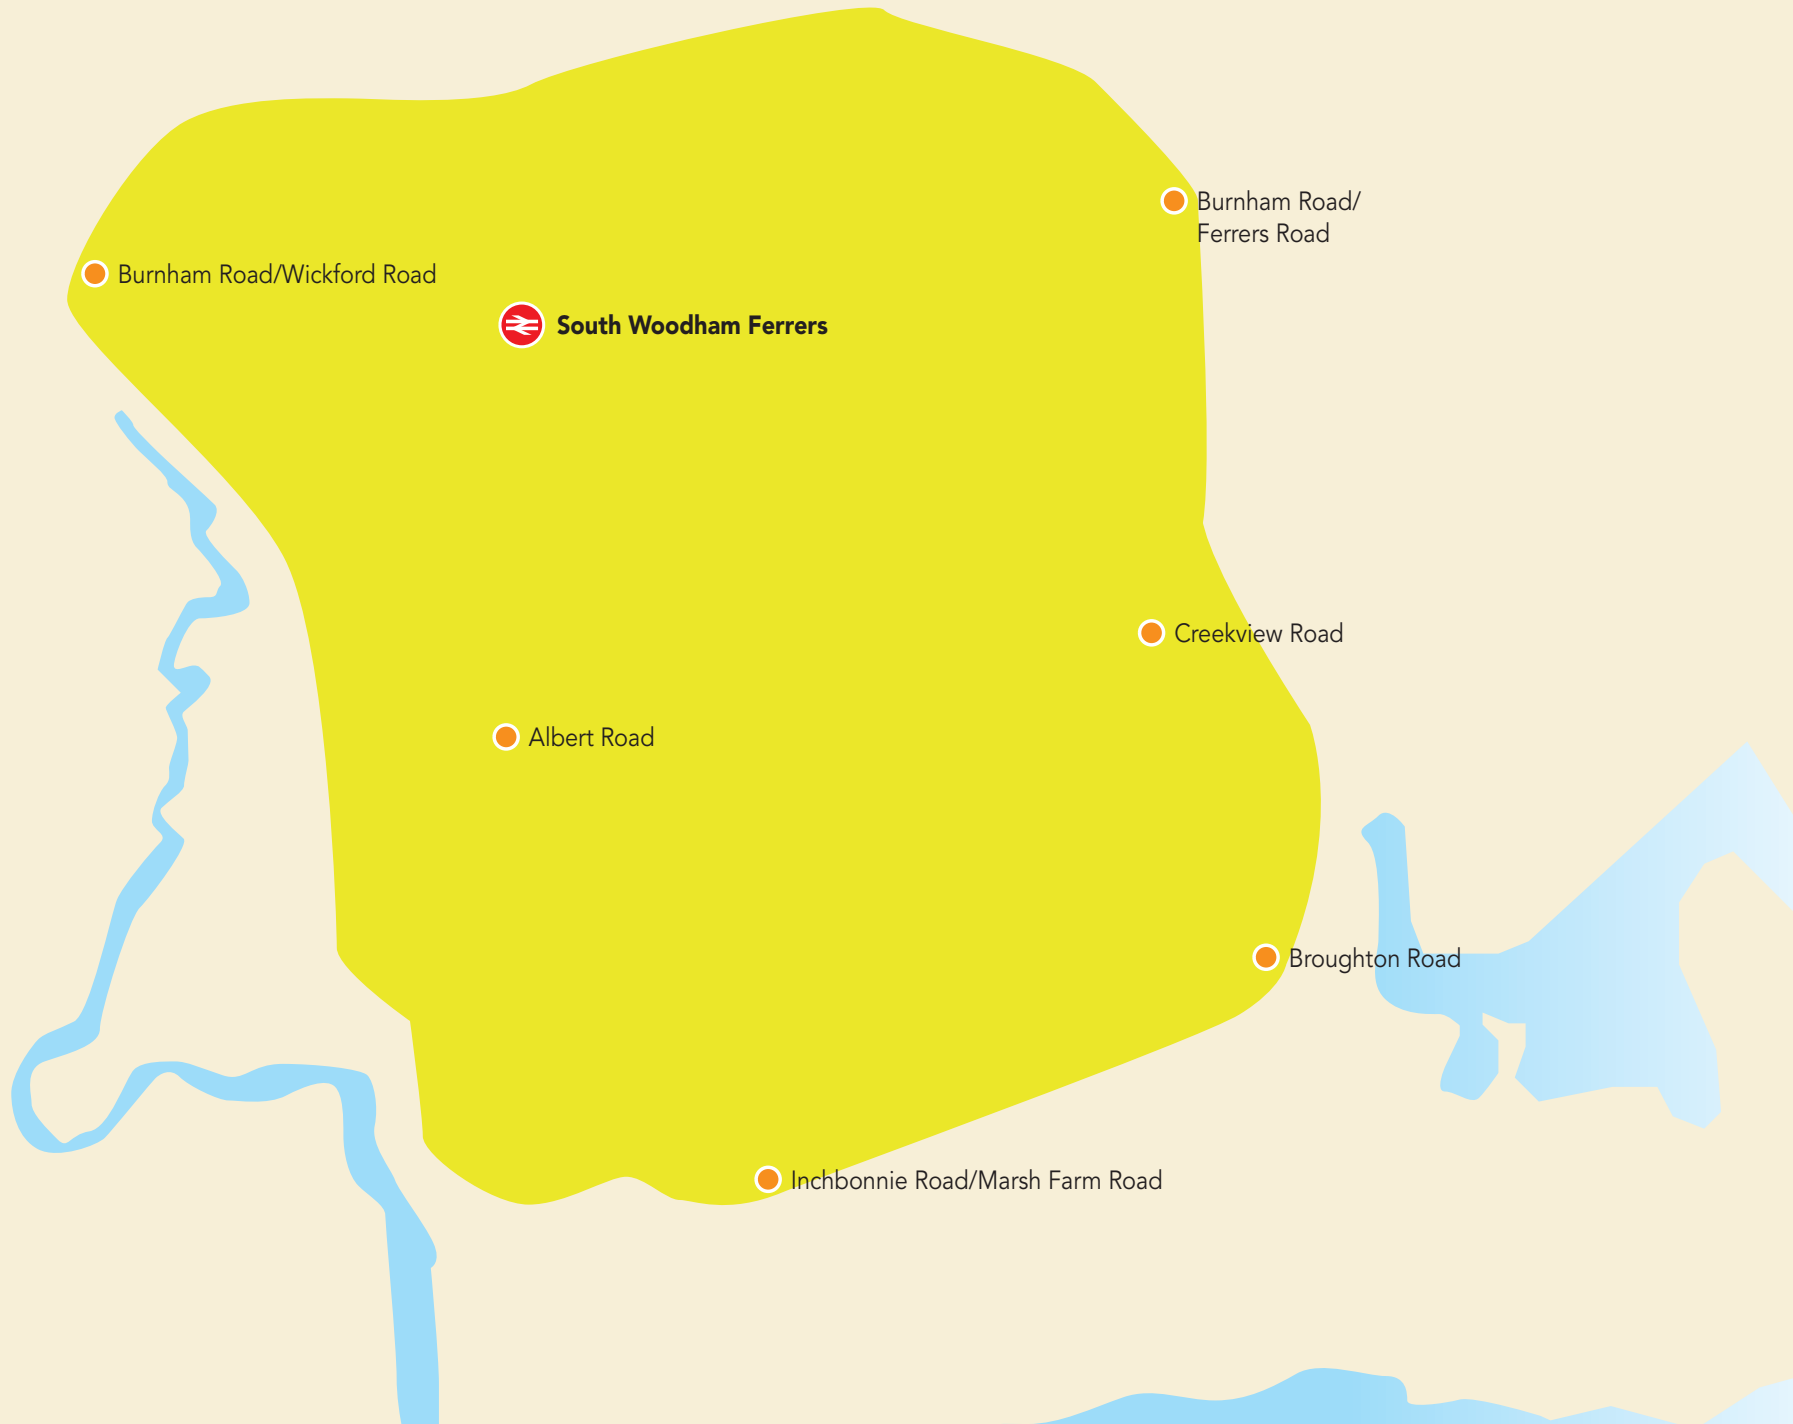 Burnham Road/
Ferrers Road
Burnham Road/Wickford Road
South Woodham Ferrers
Creekview Road
Albert Road
Broughton Road
Inchbonnie Road/Marsh Farm Road